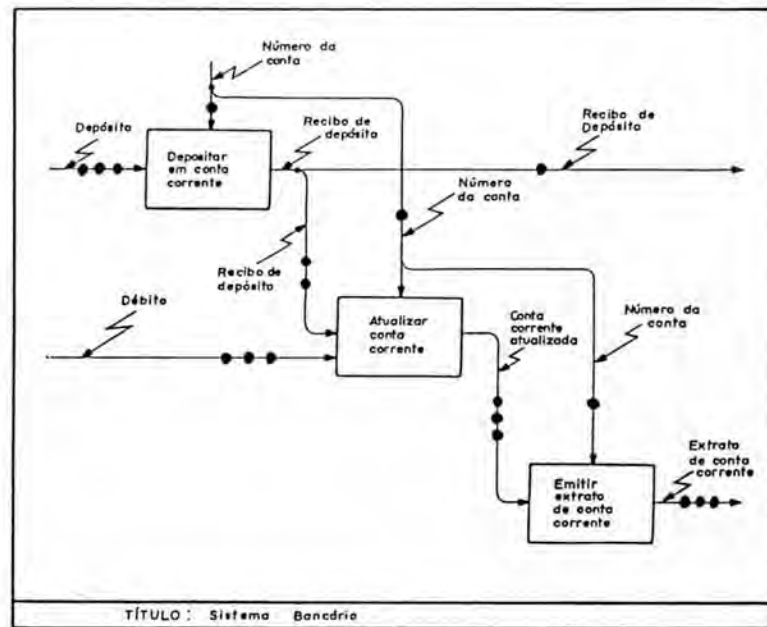 Número da
conta
Depósito
Recibo de
depósito
Recibo de
Depósito
Depositar
em conta
corrente
Número
da conta
Recibo de
depósito
Débito
Atualizar
conta
corrente
Conta
corrente
atualizada
Número da
conta
Extrato
de conta
corrente
Emitir
extrato
de conta
corrente
TÍTULO: Sistema Bancário